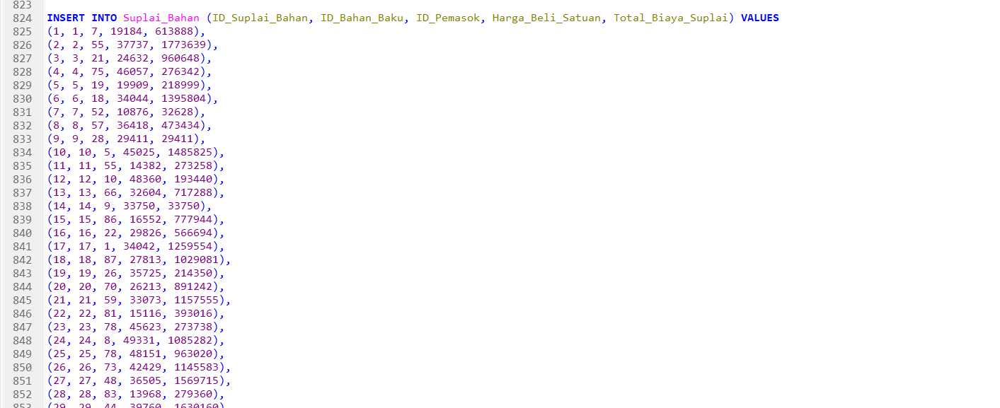 823
824 INSERT INTO Suplai_Bahan (ID_Suplai_Bahan, ID_Bahan_Baku, ID_Pemasok, Harga_Beli_Satuan, Total_Biaya_Suplai) VALUES
825 (1, 1, 7, 19184, 613888),
826 (2, 2, 55, 37737, 1773639),
827 (3, 3, 21, 24632, 960648),
828 (4, 4, 75, 46057, 276342),
829 (5, 5, 19, 19909, 218999),
830 (6, 6, 18, 34044, 1395804),
831 (7, 7, 52, 10876, 32628),
832 (8, 8, 57, 36418, 473434),
833 (9, 9, 28, 29411, 29411),
834 (10, 10, 5, 45025, 1485825),
835 (11, 11, 55, 14382, 273258),
836 (12, 12, 10, 48360, 193440),
837 (13, 13, 66, 32604, 717288),
838 (14, 14, 9, 33750, 33750),
839 (15, 15, 86, 16552, 777944),
840 (16, 16, 22, 29826, 566694),
841 (17, 17, 1, 34042, 1259554),
842 (18, 18, 87, 27813, 1029081),
843 (19, 19, 26, 35725, 214350),
844 (20, 20, 70, 26213, 891242),
845 (21, 21, 59, 33073, 1157555),
846 (22, 22, 81, 15116, 393016),
847 (23, 23, 78, 45623, 273738),
848 (24, 24, 8, 49331, 1085282),
849 (25, 25, 78, 48151, 963020),
850 (26, 26, 73, 42429, 1145583),
851 (27, 27, 48, 36505, 1569715),
852 (28, 28, 83, 13968, 279360),
853 (29, 29, 44, 39760, 1630160)